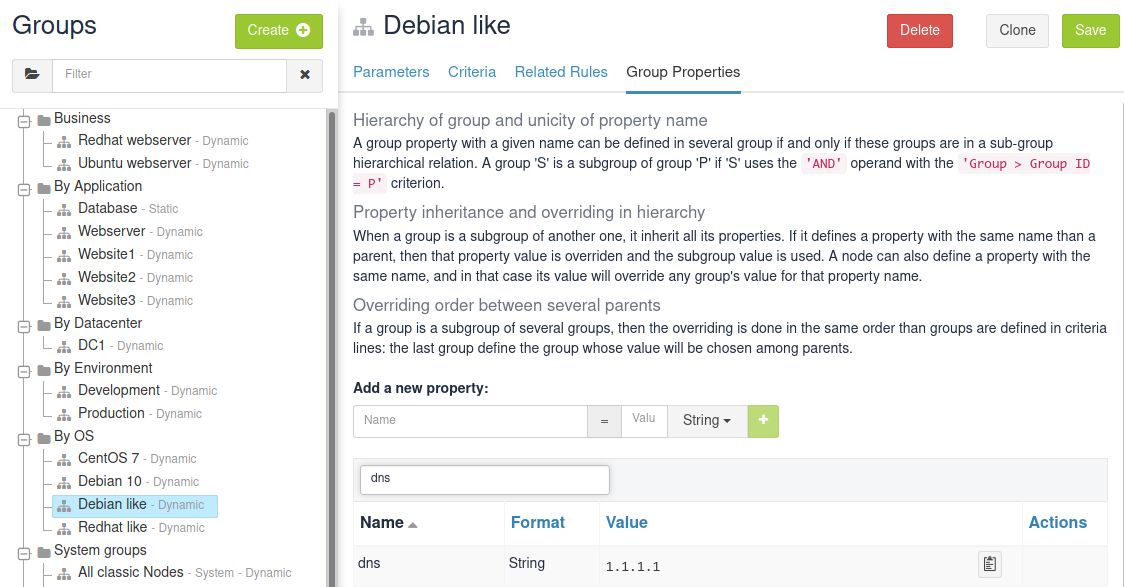 Groups
Create
Filter
Business
Redhat webserver - Dynamic
Ubuntu webserver - Dynamic
By Application
Database - Static
Webserver - Dynamic
Website1 - Dynamic
Website2 - Dynamic
Website3 - Dynamic
By Datacenter
DC1 - Dynamic
By Environment
Development - Dynamic
Production - Dynamic
By OS
CentOS 7 - Dynamic
Debian 10 - Dynamic
Debian like - Dynamic
Redhat like - Dynamic
System groups
All classic Nodes - System - Dynamic
Debian like
Delete
Clone
Save
Parameters Criteria Related Rules Group Properties
Hierarchy of group and unicity of property name
A group property with a given name can be defined in several group if and only if these groups are in a sub-group
hierarchical relation. A group 'S' is a subgroup of group 'P' if 'S' uses the 'AND' operand with the 'Group > Group ID
= P' criterion.
Property inheritance and overriding in hierarchy
When a group is a subgroup of another one, it inherit all its properties. If it defines a property with the same name than a
parent, then that property value is overriden and the subgroup value is used. A node can also define a property with the
same name, and in that case its value will override any group's value for that property name.
Overriding order between several parents
If a group is a subgroup of several groups, then the overriding is done in the same order than groups are defined in criteria
lines: the last group define the group whose value will be chosen among parents.
Add a new property:
Name = Valu String +
dns
Name Format Value Actions
dns String 1.1.1.1